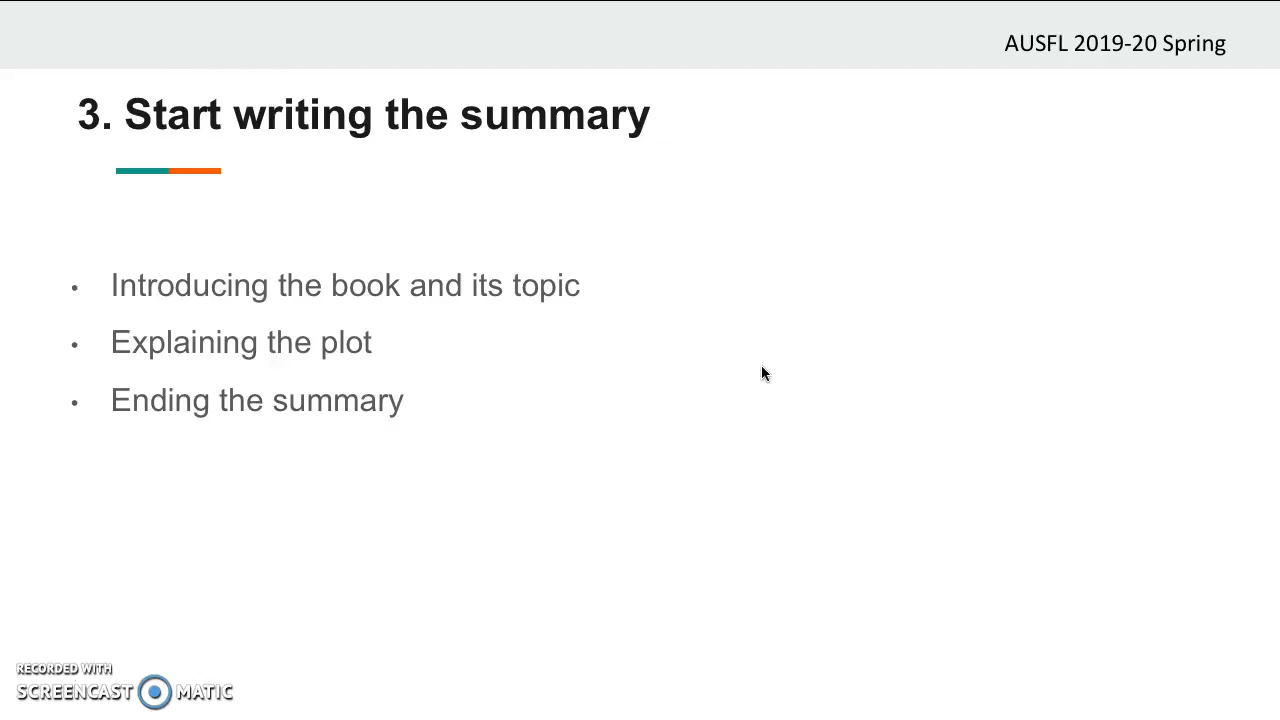 AUSFL 2019-20 Spring
3. Start writing the summary
• Introducing the book and its topic
• Explaining the plot
• Ending the summary
RECORDED WITH
SCREENCAST MATIC